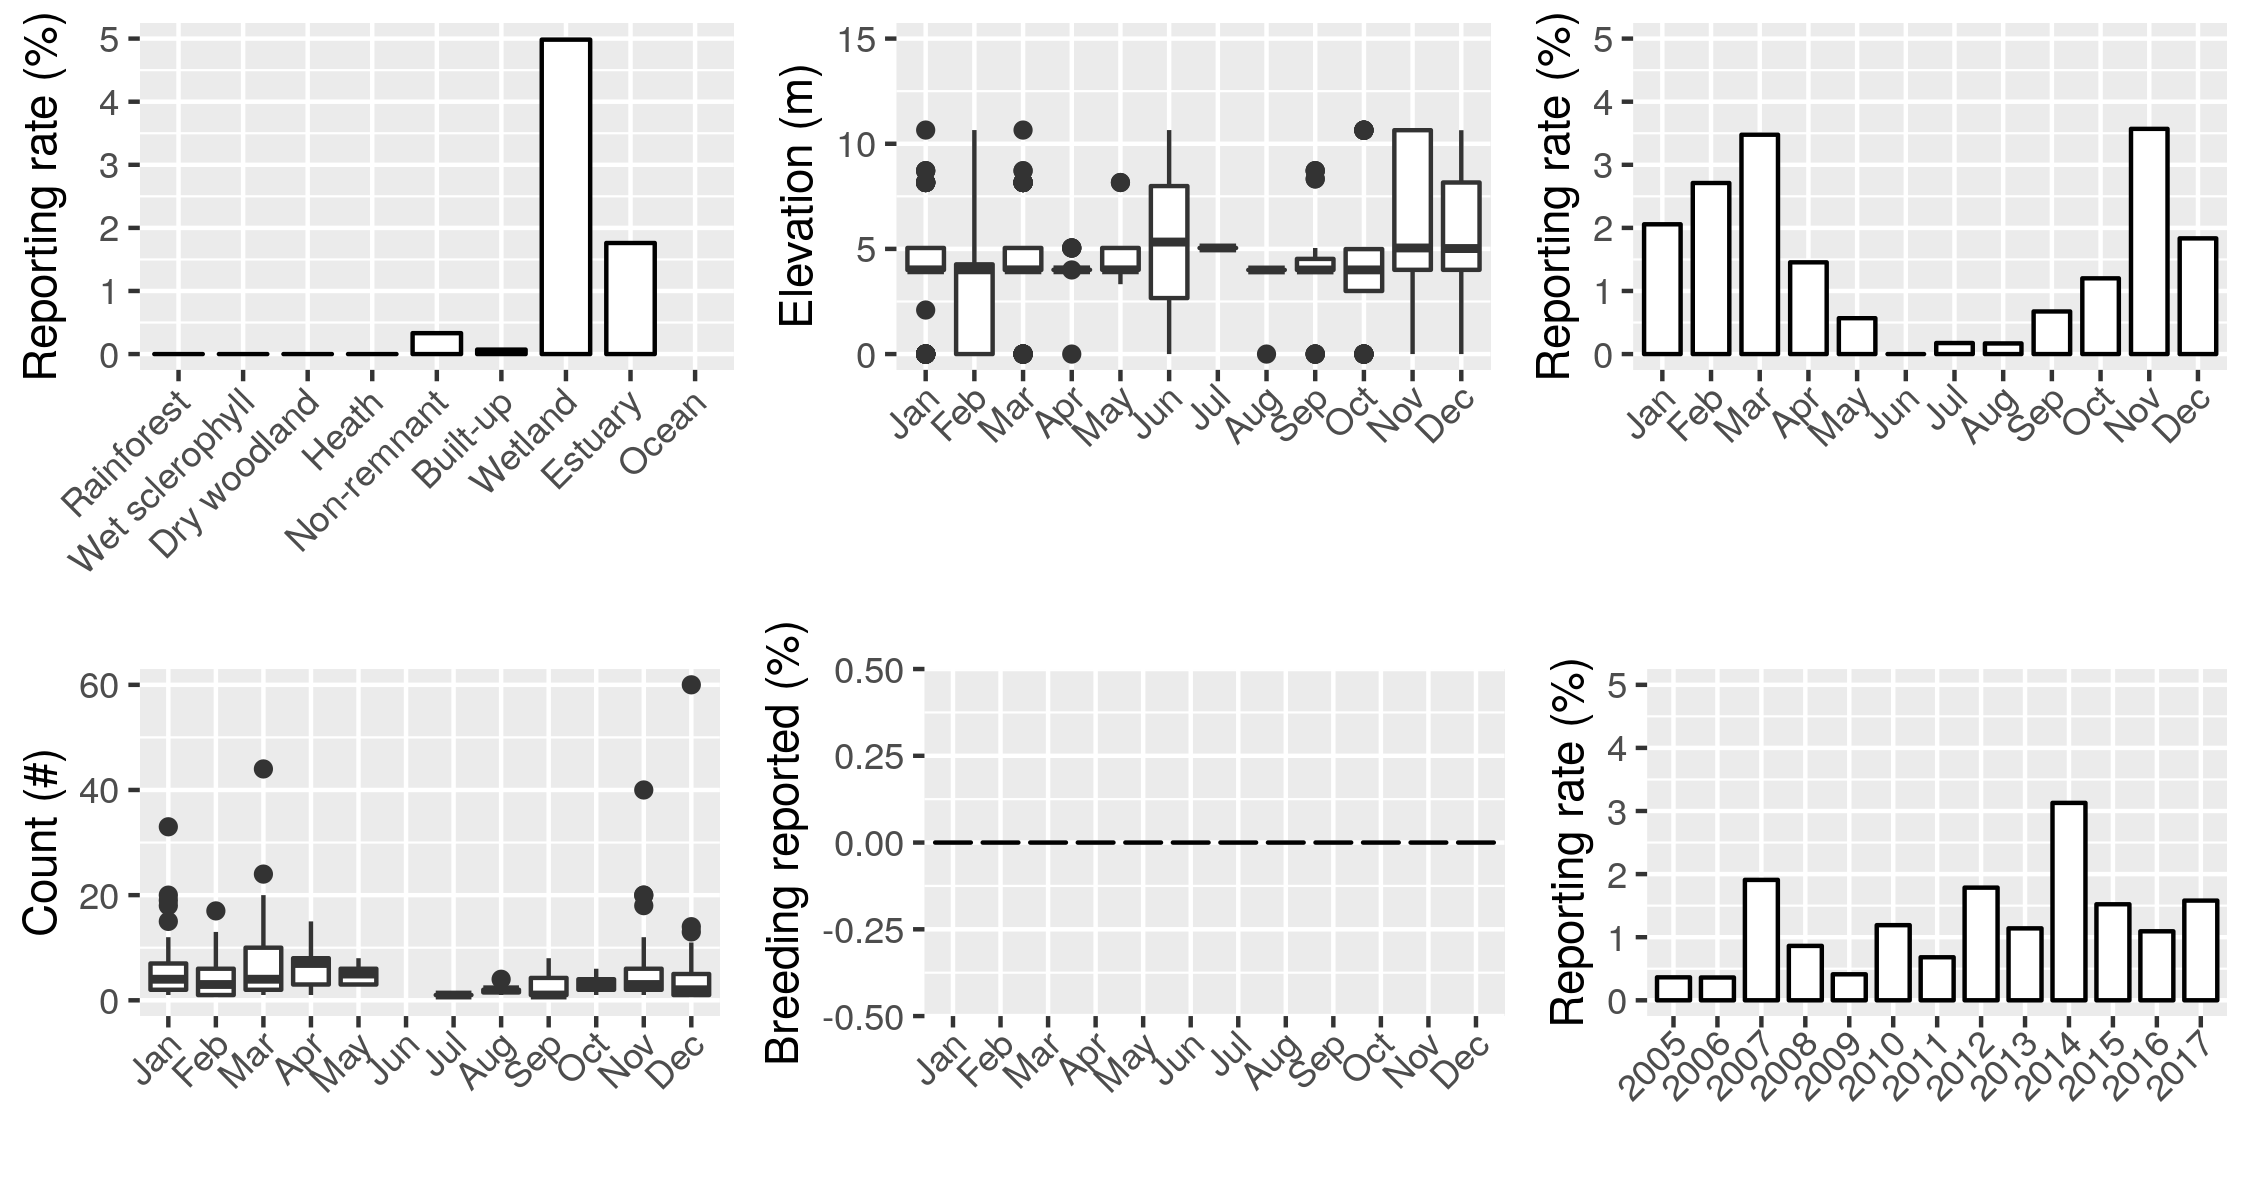 Reporting rate (%)
5
4
3
2
1
0
Rainforest
Wet sclerophyll
Dry woodland
Heath
Non-remnant
Built-up
Wetland
Estuary
Ocean
Elevation (m)
15
10
5
0
Jan
Feb
Mar
Apr
May
Jun
Jul
Aug
Sep
Oct
Nov
Dec
Reporting rate (%)
5
4
3
2
1
0
Jan
Feb
Mar
Apr
May
Jun
Jul
Aug
Sep
Oct
Nov
Dec
Count (#)
60
40
20
0
Jan
Feb
Mar
Apr
May
Jun
Jul
Aug
Sep
Oct
Nov
Dec
Breeding reported (%)
0.50
0.25
0.00
-0.25
-0.50
Jan
Feb
Mar
Apr
May
Jun
Jul
Aug
Sep
Oct
Nov
Dec
Reporting rate (%)
5
4
3
2
1
0
2005
2006
2007
2008
2009
2010
2011
2012
2013
2014
2015
2016
2017